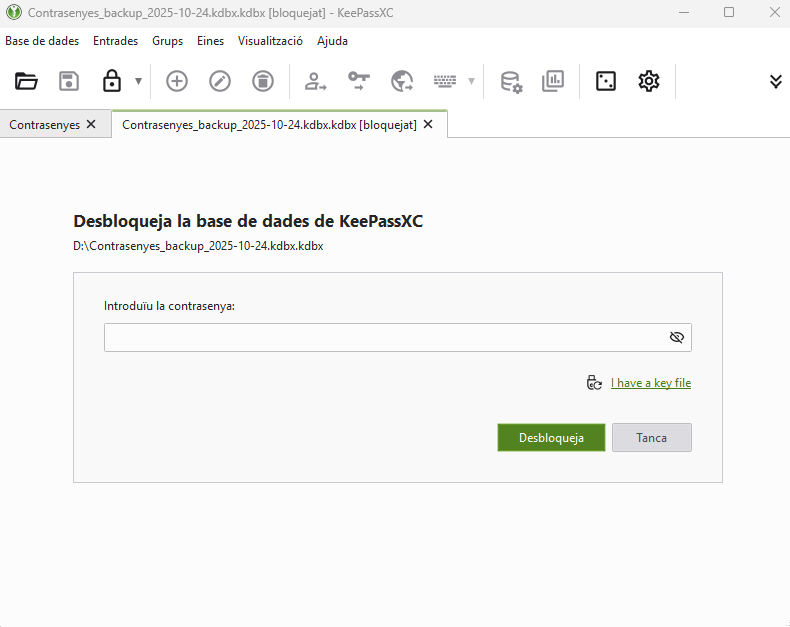 Contrasenyes_backup_2025-10-24.kdbx.kdbx [bloquejat] - KeePassXC
Base de dades Entrades Grups Eines Visualització Ajuda
Contrasenyes Contrasenyes_backup_2025-10-24.kdbx.kdbx [bloquejat]
Desbloqueja la base de dades de KeePassXC
D:\Contrasenyes_backup_2025-10-24.kdbx.kdbx
Introduïu la contrasenya:
I have a key file
Desbloqueja Tanca